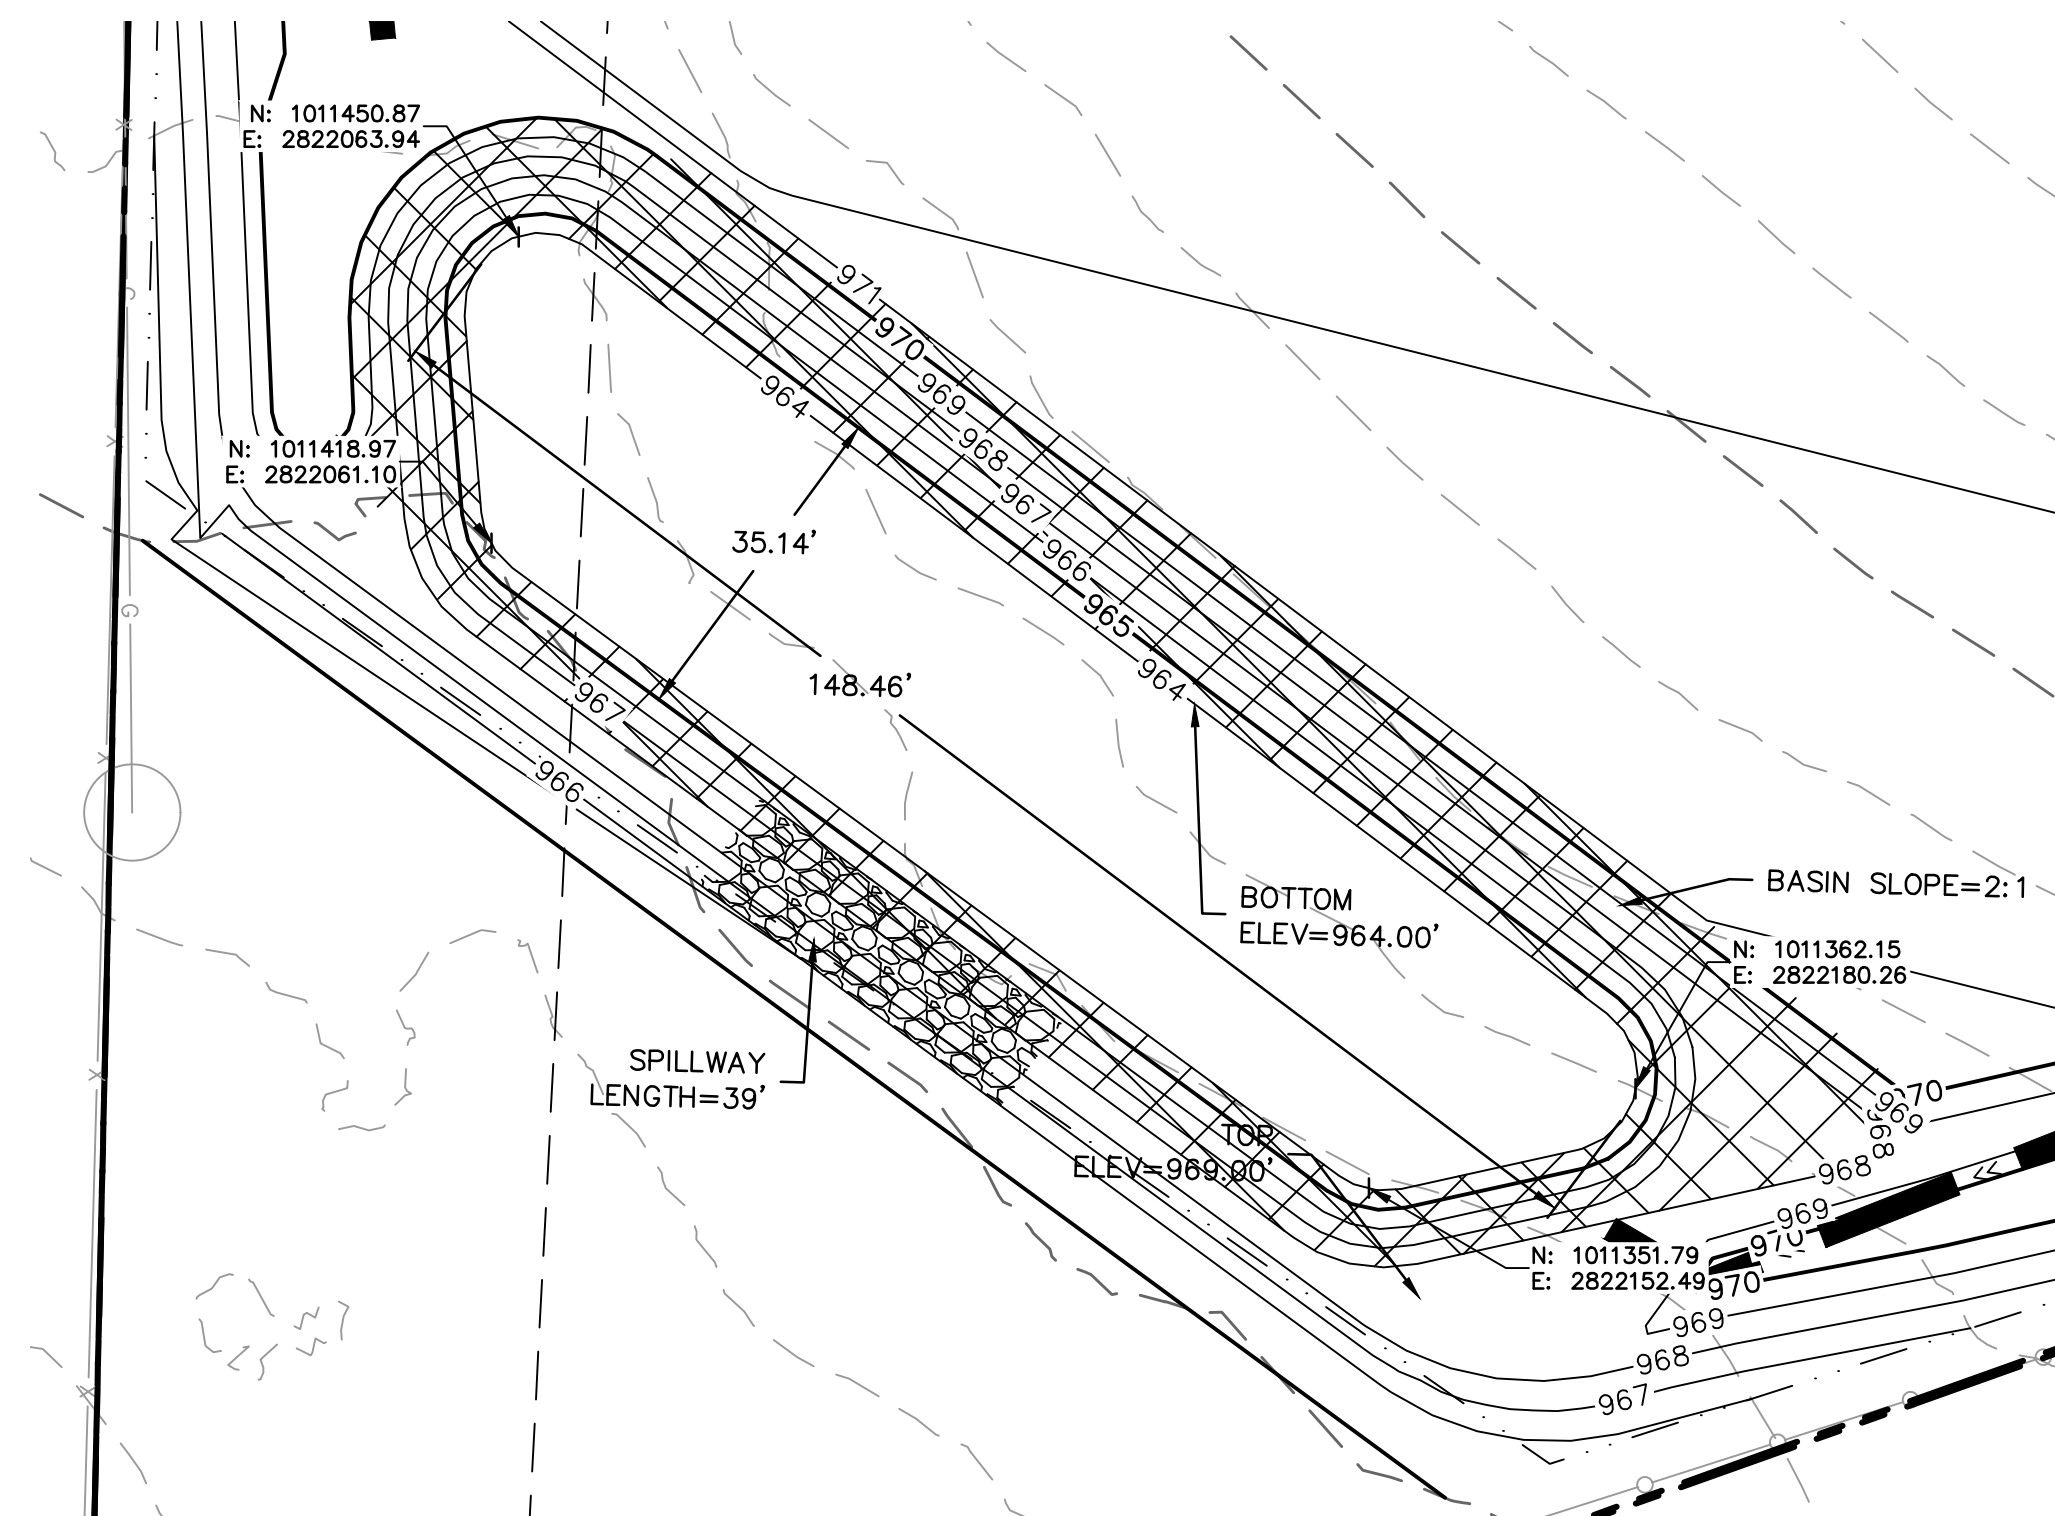 N: 1011450.87
E: 2822063.94
971
970
969
964
968
N: 1011418.97
E: 2822061.10
967
35.14'
966
965
G
964
148.46'
967
966
BASIN SLOPE=2:1
BOTTOM
ELEV=964.00'
N: 1011362.15
E: 2822180.26
SPILLWAY
LENGTH=39'
970
969
968
TOP
ELEV=969.00'
968
969
970
N: 1011351.79
E: 2822152.49
970
969
968
967